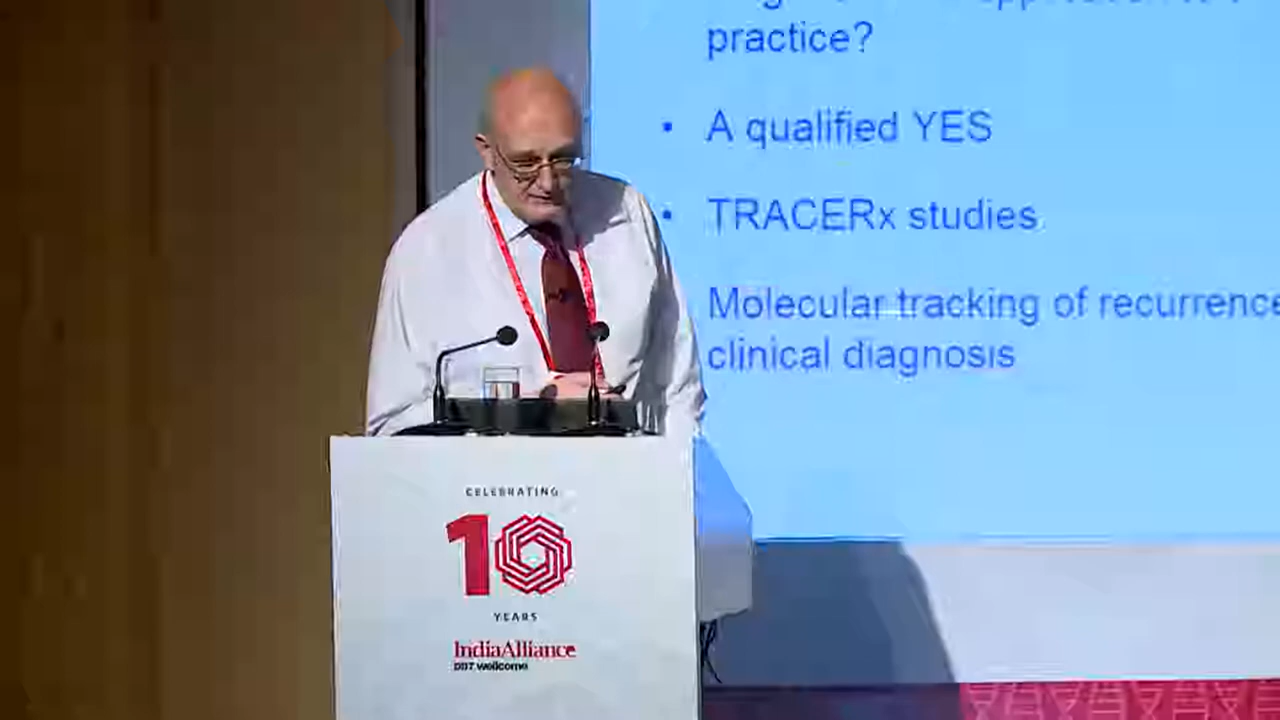 practice?
A qualified YES
TRACERx studies
Molecular tracking of recurrence
clinical diagnosis
CELEBRATING
10
YEARS
IndiaAlliance
DBT wellcome